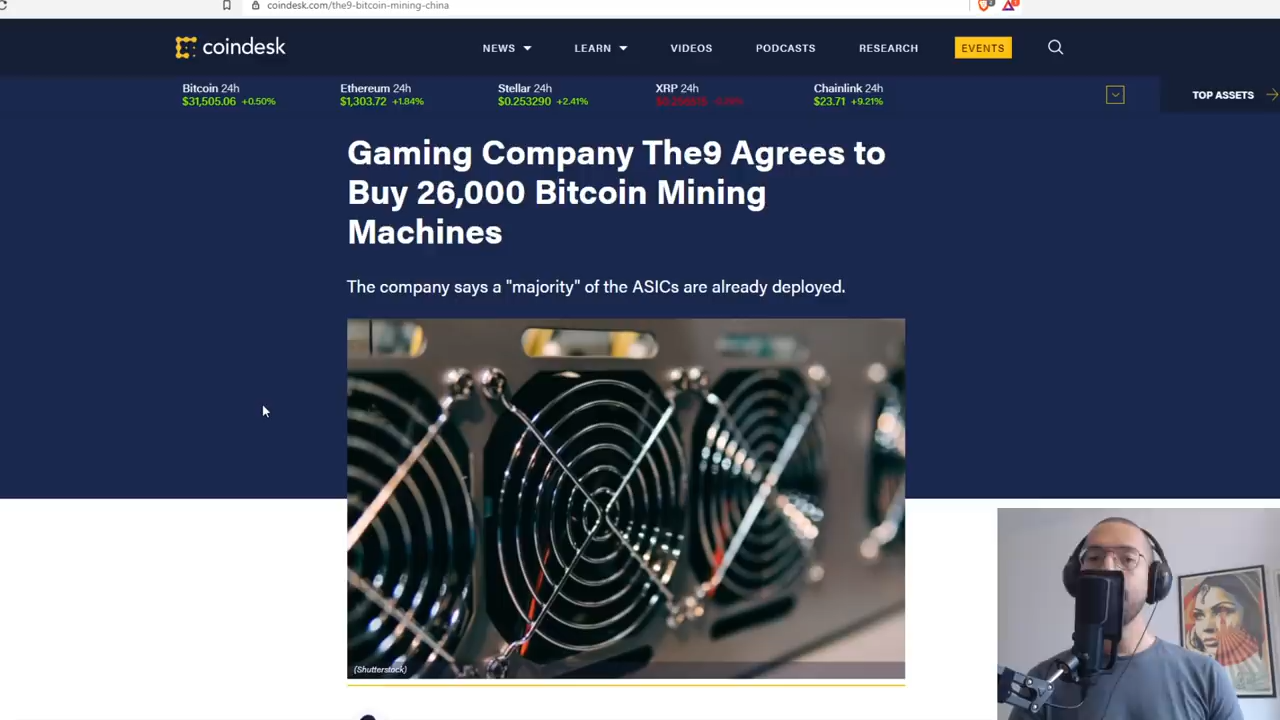 coindesk.com/the9-bitcoin-mining-china
coindesk
NEWS LEARN VIDEOS PODCASTS RESEARCH EVENTS
Bitcoin 24h
$31,505.06 +0.50%
Ethereum 24h
$1,303.72 +1.84%
Stellar 24h
$0.253290 +2.41%
XRP 24h
Chainlink 24h
$23.71 +9.21%
TOP ASSETS
Gaming Company The9 Agrees to
Buy 26,000 Bitcoin Mining
Machines
The company says a "majority" of the ASICs are already deployed.
(Shutterstock)